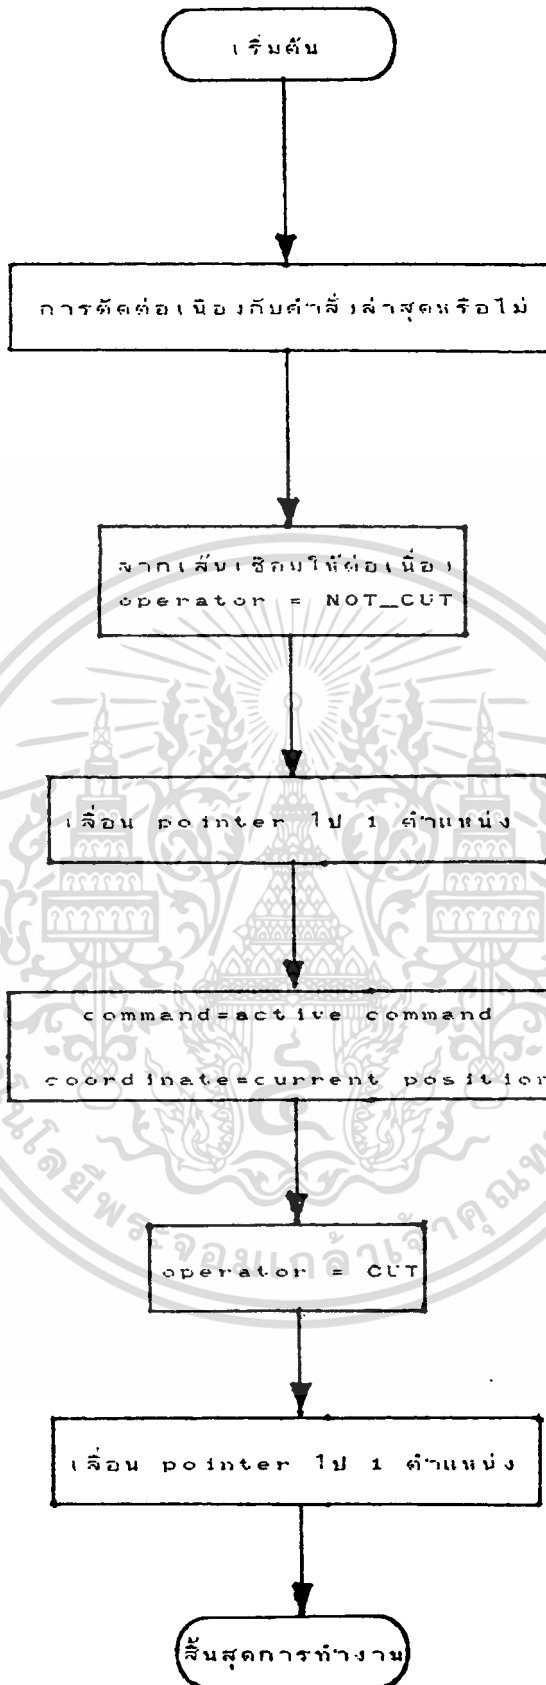 เริ่มต้น
การตัดต่อเนื่องกับคำสั่งล่าสุดหรือไม่
ลากเส้นเชื่อมให้ต่อเนื่อง
operator = NOT_CUT
เลื่อน pointer ไป 1 ตำแหน่ง
command=active command
coordinate=current position
operator = CUT
เลื่อน pointer ไป 1 ตำแหน่ง
สิ้นสุดการทำงาน